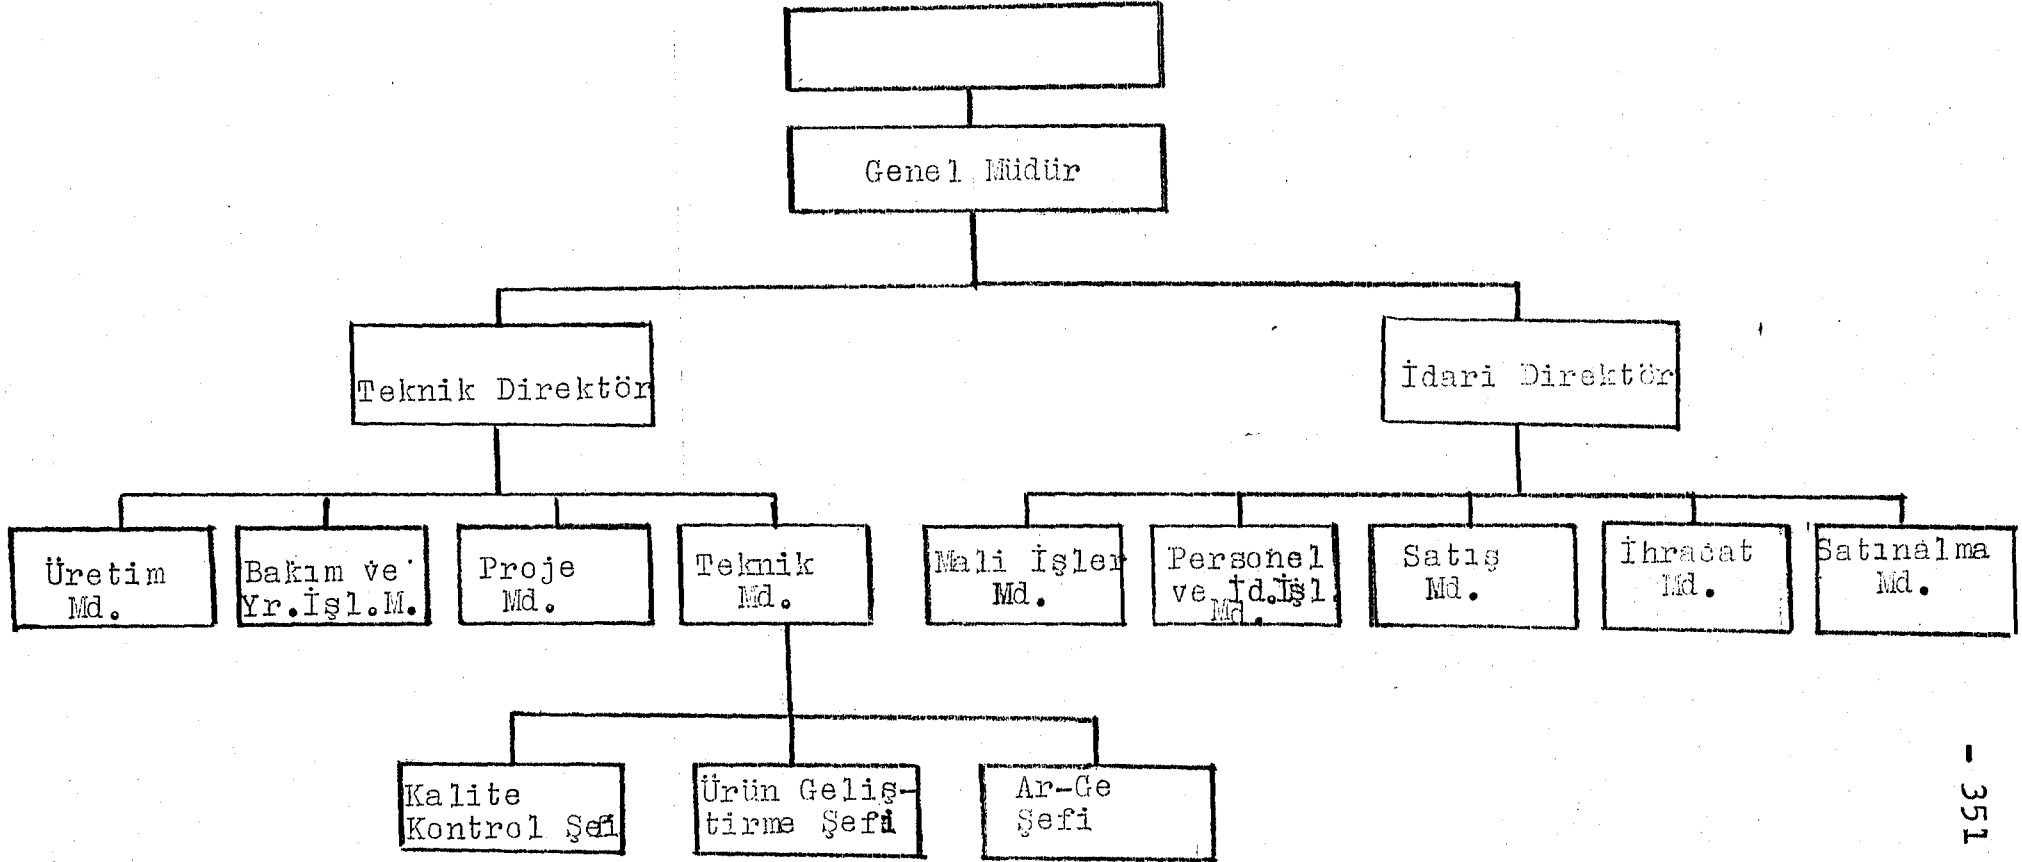 Genel Müdür
Teknik Direktör
İdari Direktör
Üretim
Md.
Bakım ve
Yr.İşl.M.
Proje
Md.
Teknik
Md.
Mali İşler
Md.
Personel
ve İd.İşl.
Md.
Satış
Md.
İhracat
Md.
Satınalma
Md.
Kalite
Kontrol Şefi
Ürün Geliş-
tirme Şefi
Ar-Ge
Şefi
- 351